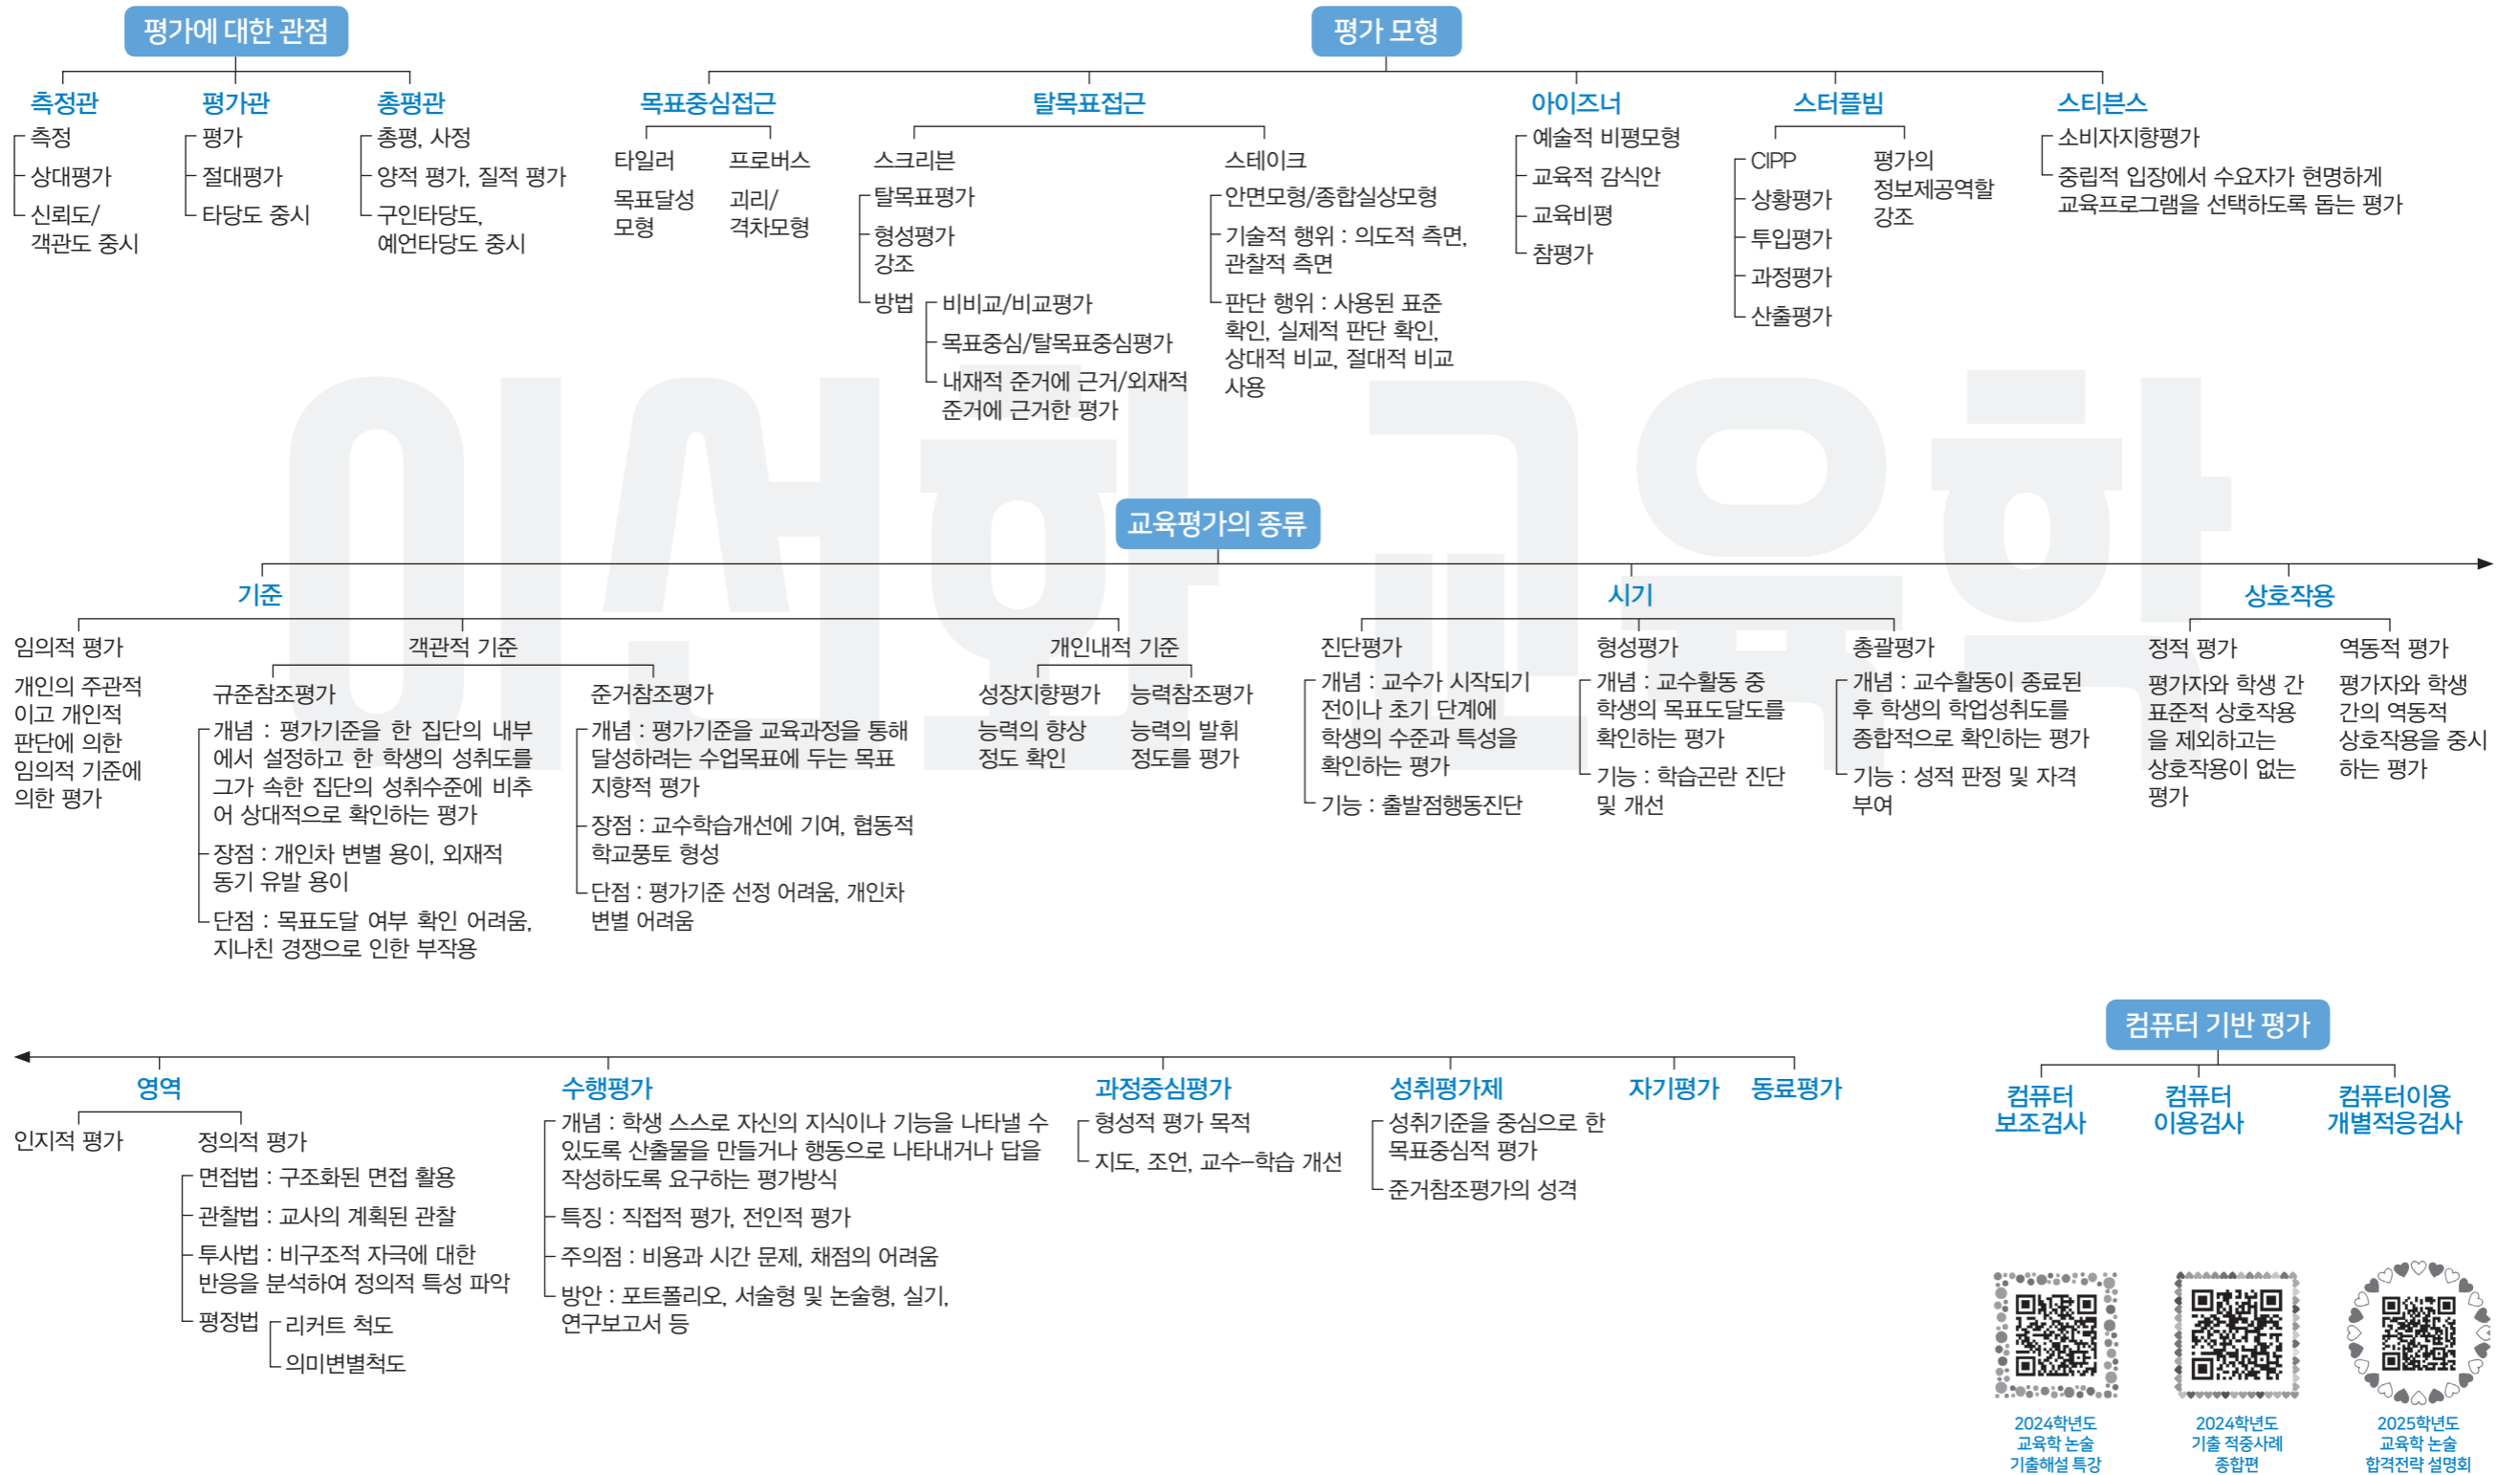 평가에 대한 관점
측정관
측정
상대평가
신뢰도/
객관도 중시
평가관
평가
절대평가
타당도 중시
총평관
총평, 사정
양적 평가, 질적 평가
구인타당도,
예언타당도 중시
평가 모형
목표중심접근
타일러
목표달성
모형
프로버스
괴리/
격차모형
탈목표접근
스크리븐
탈목표평가
형성평가
강조
방법
비비교/비교평가
목표중심/탈목표중심평가
내재적 준거에 근거/외재적
준거에 근거한 평가
스테이크
안면모형/종합실상모형
기술적 행위 : 의도적 측면,
관찰적 측면
판단 행위 : 사용된 표준
확인, 실제적 판단 확인,
상대적 비교, 절대적 비교
사용
아이즈너
예술적 비평모형
교육적 감식안
교육비평
참평가
스터플빔
CIPP
상황평가
투입평가
과정평가
산출평가
평가의
정보제공역할
강조
스티븐스
소비자지향평가
중립적 입장에서 수요자가 현명하게
교육프로그램을 선택하도록 돕는 평가
이선화 교육학
교육평가의 종류
기준
임의적 평가
개인의 주관적
이고 개인적
판단에 의한
임의적 기준에
의한 평가
객관적 기준
규준참조평가
개념 : 평가기준을 한 집단의 내부
에서 설정하고 한 학생의 성취도를
그가 속한 집단의 성취수준에 비추
어 상대적으로 확인하는 평가
장점 : 개인차 변별 용이, 외재적
동기 유발 용이
단점 : 목표도달 여부 확인 어려움,
지나친 경쟁으로 인한 부작용
준거참조평가
개념 : 평가기준을 교육과정을 통해
달성하려는 수업목표에 두는 목표
지향적 평가
장점 : 교수학습개선에 기여, 협동적
학교풍토 형성
단점 : 평가기준 선정 어려움, 개인차
변별 어려움
개인내적 기준
성장지향평가
능력의 향상
정도 확인
능력참조평가
능력의 발휘
정도를 평가
시기
진단평가
개념 : 교수가 시작되기
전이나 초기 단계에
학생의 수준과 특성을
확인하는 평가
기능 : 출발점행동진단
형성평가
개념 : 교수활동 중
학생의 목표도달도를
확인하는 평가
기능 : 학습곤란 진단
및 개선
총괄평가
개념 : 교수활동이 종료된
후 학생의 학업성취도를
종합적으로 확인하는 평가
기능 : 성적 판정 및 자격
부여
상호작용
정적 평가
평가자와 학생 간
표준적 상호작용
을 제외하고는
상호작용이 없는
평가
역동적 평가
평가자와 학생
간의 역동적
상호작용을 중시
하는 평가
영역
인지적 평가
정의적 평가
면접법 : 구조화된 면접 활용
관찰법 : 교사의 계획된 관찰
투사법 : 비구조적 자극에 대한
반응을 분석하여 정의적 특성 파악
평정법
리커트 척도
의미변별척도
수행평가
개념 : 학생 스스로 자신의 지식이나 기능을 나타낼 수
있도록 산출물을 만들거나 행동으로 나타내거나 답을
작성하도록 요구하는 평가방식
특징 : 직접적 평가, 전인적 평가
주의점 : 비용과 시간 문제, 채점의 어려움
방안 : 포트폴리오, 서술형 및 논술형, 실기,
연구보고서 등
과정중심평가
형성적 평가 목적
지도, 조언, 교수-학습 개선
성취평가제
성취기준을 중심으로 한
목표중심적 평가
준거참조평가의 성격
자기평가
동료평가
컴퓨터 기반 평가
컴퓨터
보조검사
컴퓨터
이용검사
컴퓨터이용
개별적응검사
2024학년도
교육학 논술
기출해설 특강
2024학년도
기출 적중사례
종합편
2025학년도
교육학 논술
합격전략 설명회